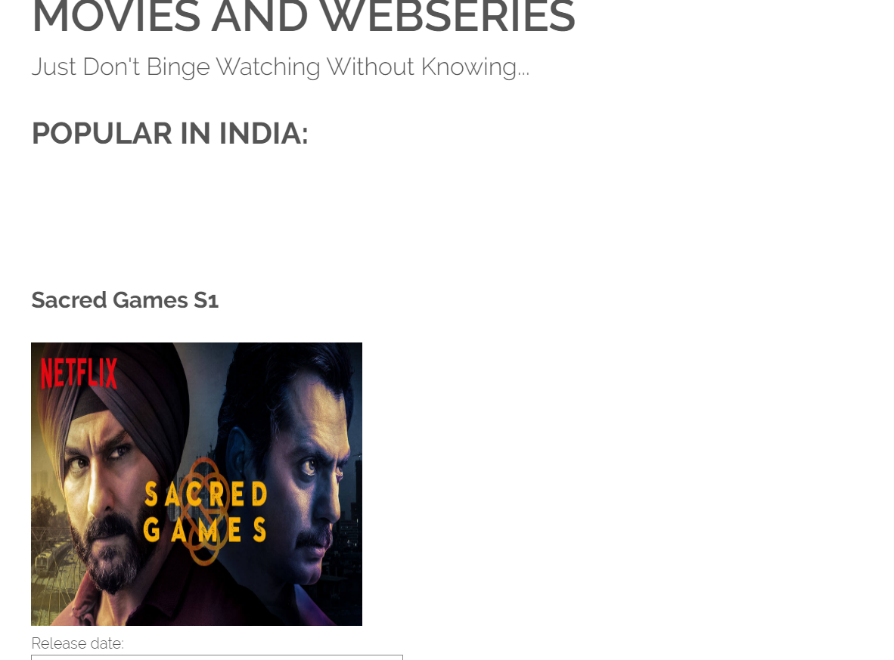 MOVIES AND WEBSERIES
Just Don't Binge Watching Without Knowing...
POPULAR IN INDIA:
Sacred Games S1
NETFLIX
SACRED
GAMES
Release date: